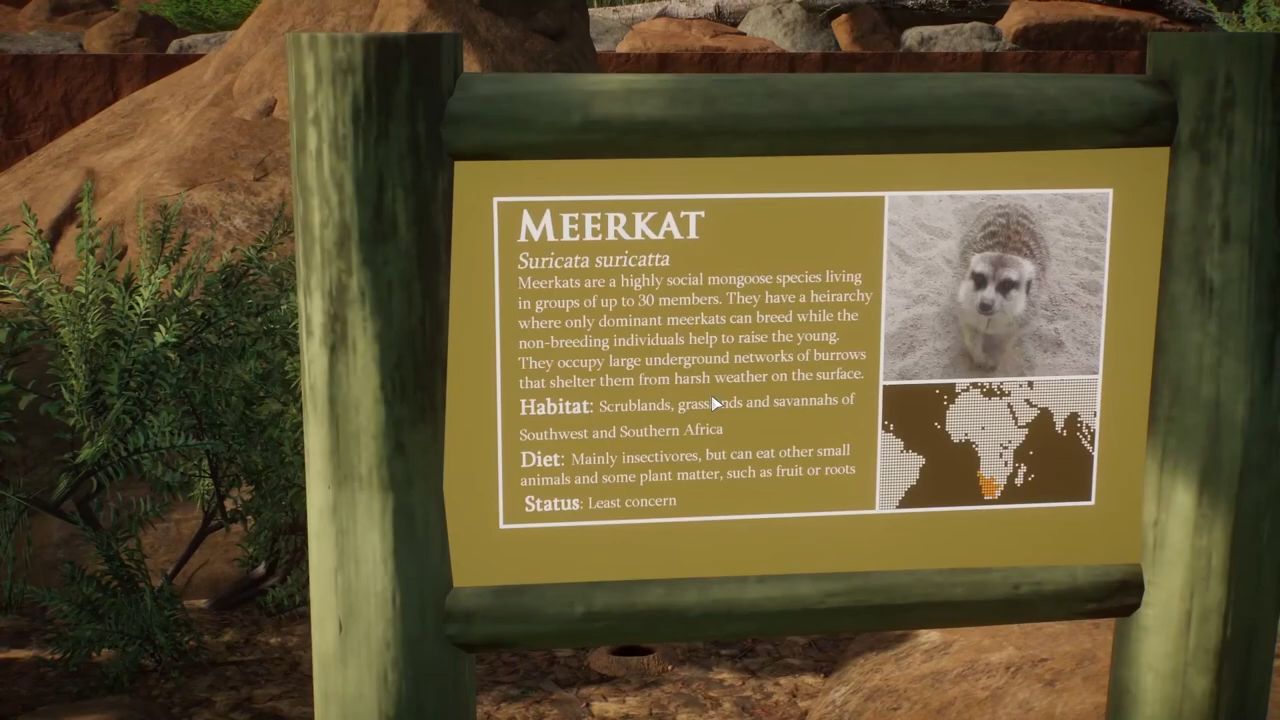 MEERKAT
Suricata suricatta
Meerkats are a highly social mongoose species living
in groups of up to 30 members. They have a heirarchy
where only dominant meerkats can breed while the
non-breeding individuals help to raise the young.
They occupy large underground networks of burrows
that shelter them from harsh weather on the surface.
Habitat: Scrublands, grasslands and savannahs of
Southwest and Southern Africa
Diet: Mainly insectivores, but can eat other small
animals and some plant matter, such as fruit or roots
Status: Least concern